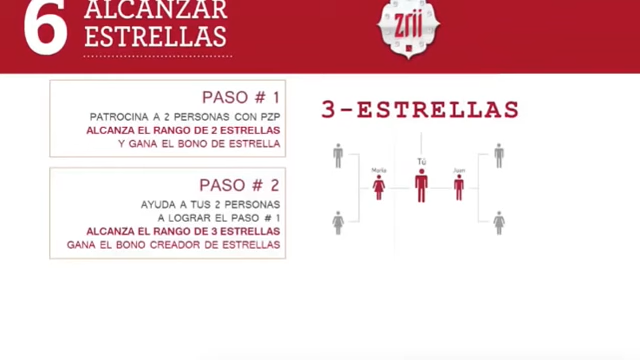 6
ALCANZAR
ESTRELLAS
zrii
PASO # 1
PATROCINA A 2 PERSONAS CON PZP
ALCANZA EL RANGO DE 2 ESTRELLAS
Y GANA EL BONO DE ESTRELLA
PASO # 2
AYUDA A TUS 2 PERSONAS
A LOGRAR EL PASO # 1
ALCANZA EL RANGO DE 3 ESTRELLAS
GANA EL BONO CREADOR DE ESTRELLAS
3-ESTRELLAS
Tú
María
Juan